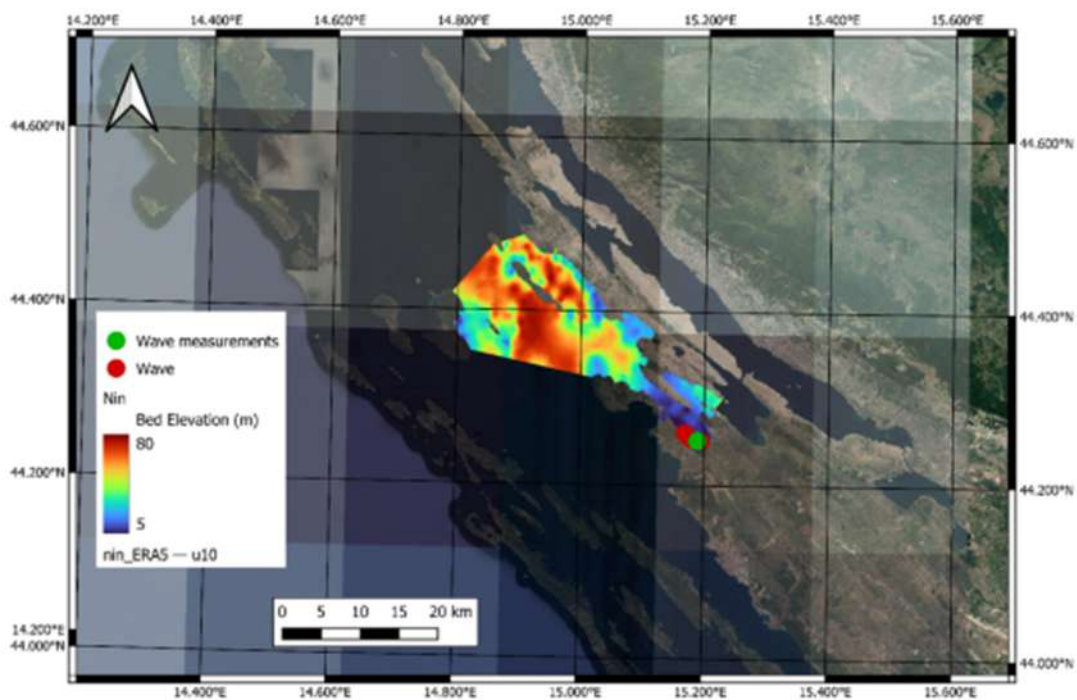 14.200°E 14.400°E 14.600°E 14.800°E 15.000°E 15.200°E 15.400°E 15.600°E
44.600°N 44.600°N
44.400°N 44.400°N
Wave measurements
Wave
Nin
Bed Elevation (m)
80
5
nin_ERA5 — u10
44.200°N 44.200°N
0 5 10 15 20 km
14.200°E
44.000°N 44.000°N
14.400°E 14.600°E 14.800°E 15.000°E 15.200°E 15.400°E 15.600°E